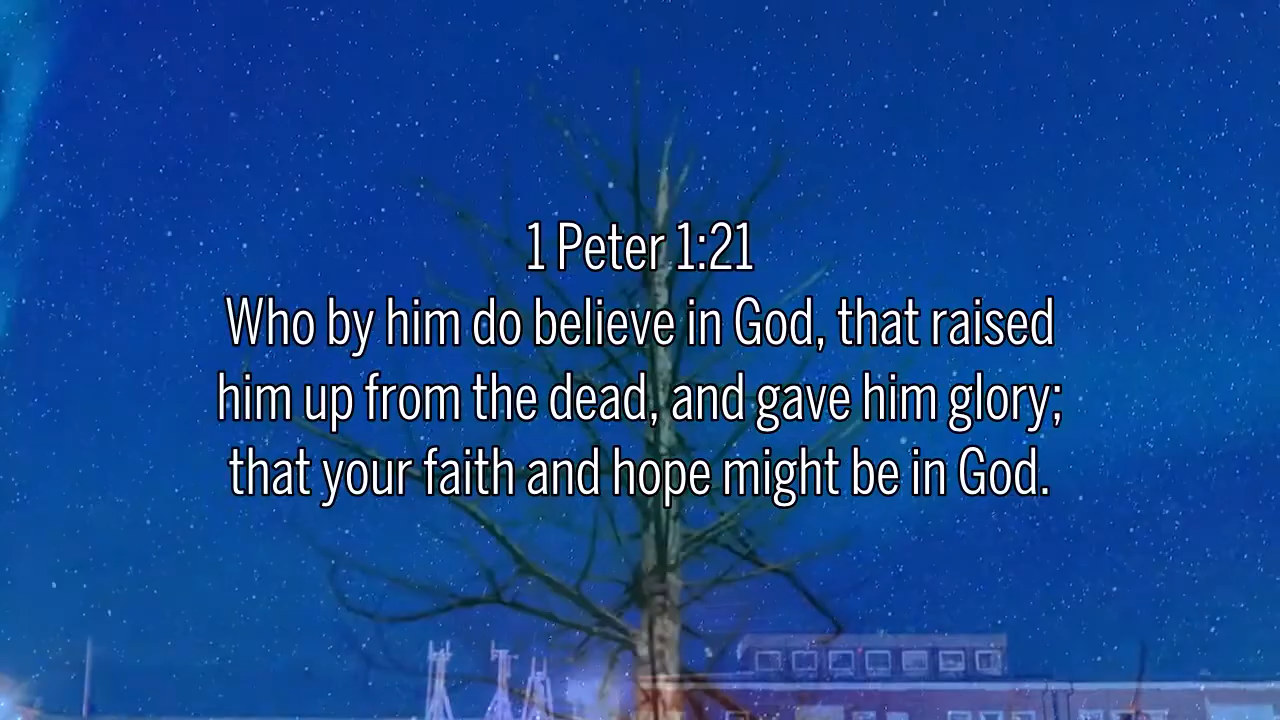 1 Peter 1:21
Who by him do believe in God, that raised
him up from the dead, and gave him glory;
that your faith and hope might be in God.